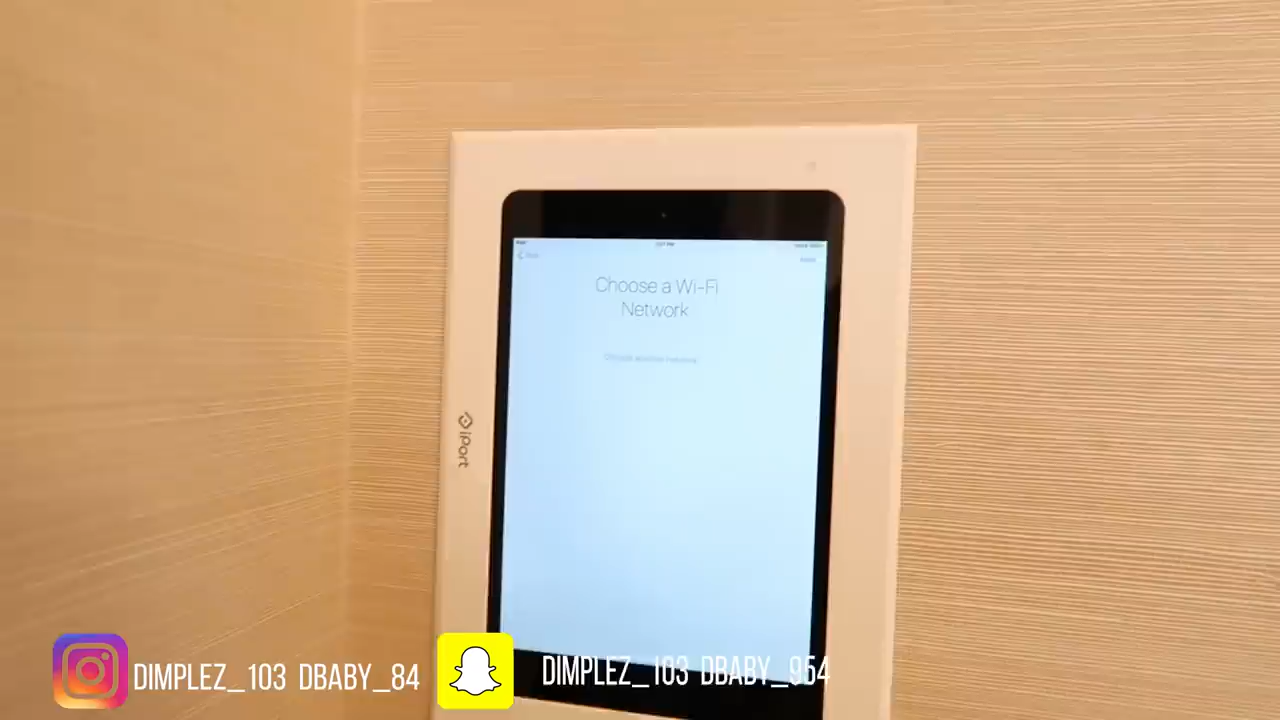 Choose a Wi-Fi
Network
iPort
DIMPLEZ_103 DBABY_84
DIMPLEZ_103 DBABY_954